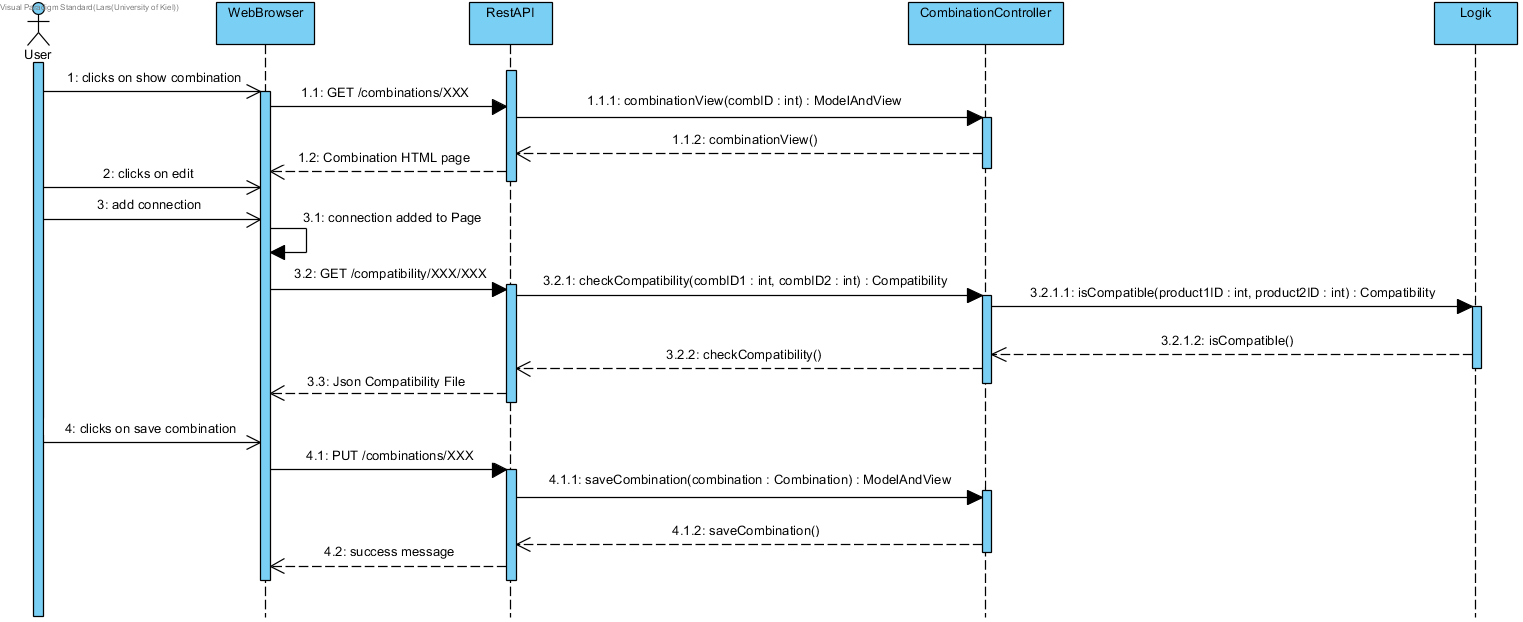 Visual Paradigm Standard(Lars(University of Kiel))
User
WebBrowser
RestAPI
CombinationController
Logik
1: clicks on show combination
1.1: GET /combinations/XXX
1.1.1: combinationView(combID : int) : ModelAndView
1.1.2: combinationView()
1.2: Combination HTML page
2: clicks on edit
3: add connection
3.1: connection added to Page
3.2: GET /compatibility/XXX/XXX
3.2.1: checkCompatibility(combID1 : int, combID2 : int) : Compatibility
3.2.1.1: isCompatible(product1ID : int, product2ID : int) : Compatibility
3.2.1.2: isCompatible()
3.2.2: checkCompatibility()
3.3: Json Compatibility File
4: clicks on save combination
4.1: PUT /combinations/XXX
4.1.1: saveCombination(combination : Combination) : ModelAndView
4.1.2: saveCombination()
4.2: success message